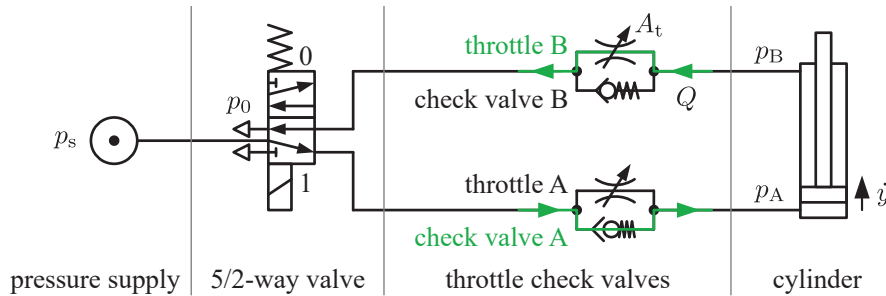 0
throttle B
A_t
p_B
p_0
check valve B
Q
p_s
1
throttle A
p_A
ẏ
check valve A
pressure supply
5/2-way valve
throttle check valves
cylinder